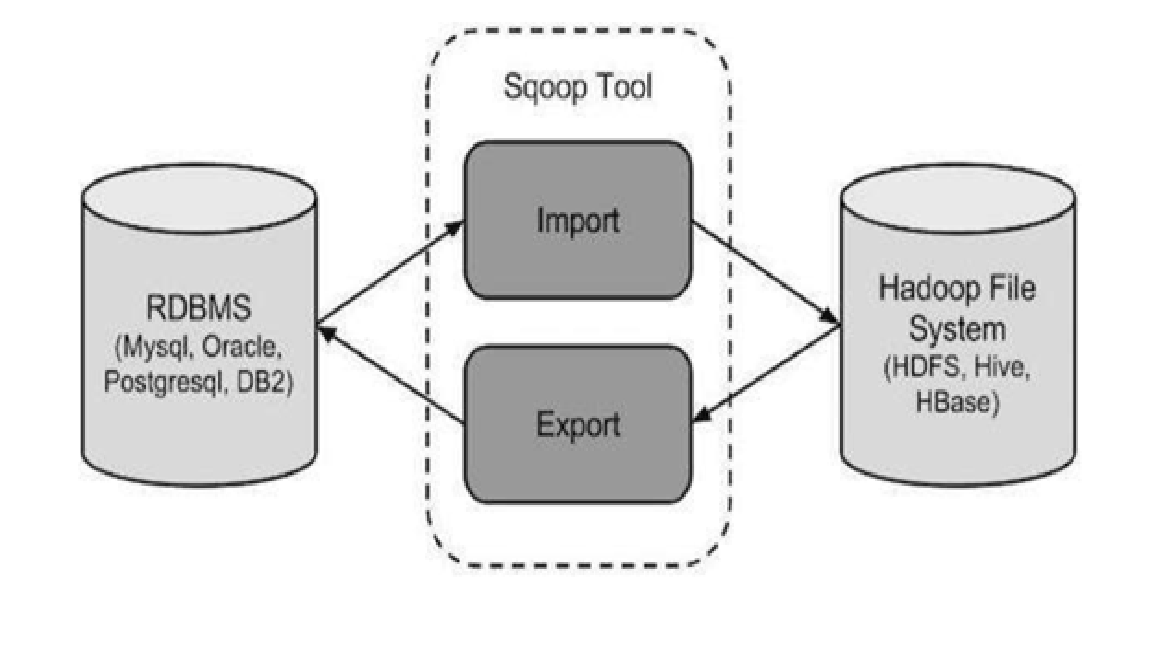 Sqoop Tool
Import
RDBMS
(Mysql, Oracle,
Postgresql, DB2)
Hadoop File
System
(HDFS, Hive,
HBase)
Export